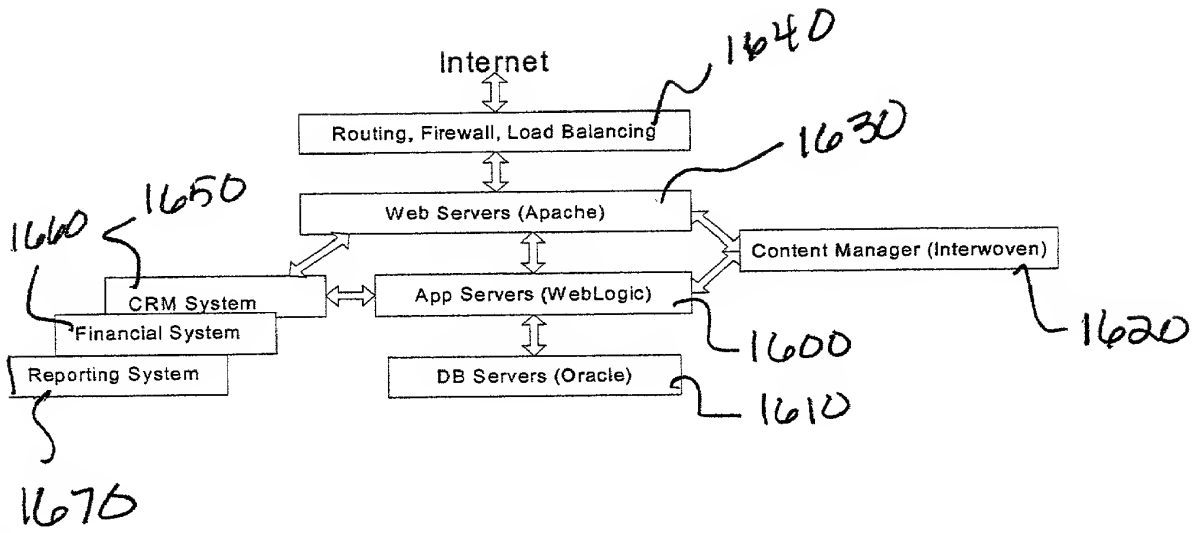 1640
Internet
Routing, Firewall, Load Balancing
1630
1650
Web Servers (Apache)
1660
Content Manager (Interwoven)
CRM System
App Servers (WebLogic)
Financial System
1620
1600
Reporting System
DB Servers (Oracle)
1610
1670